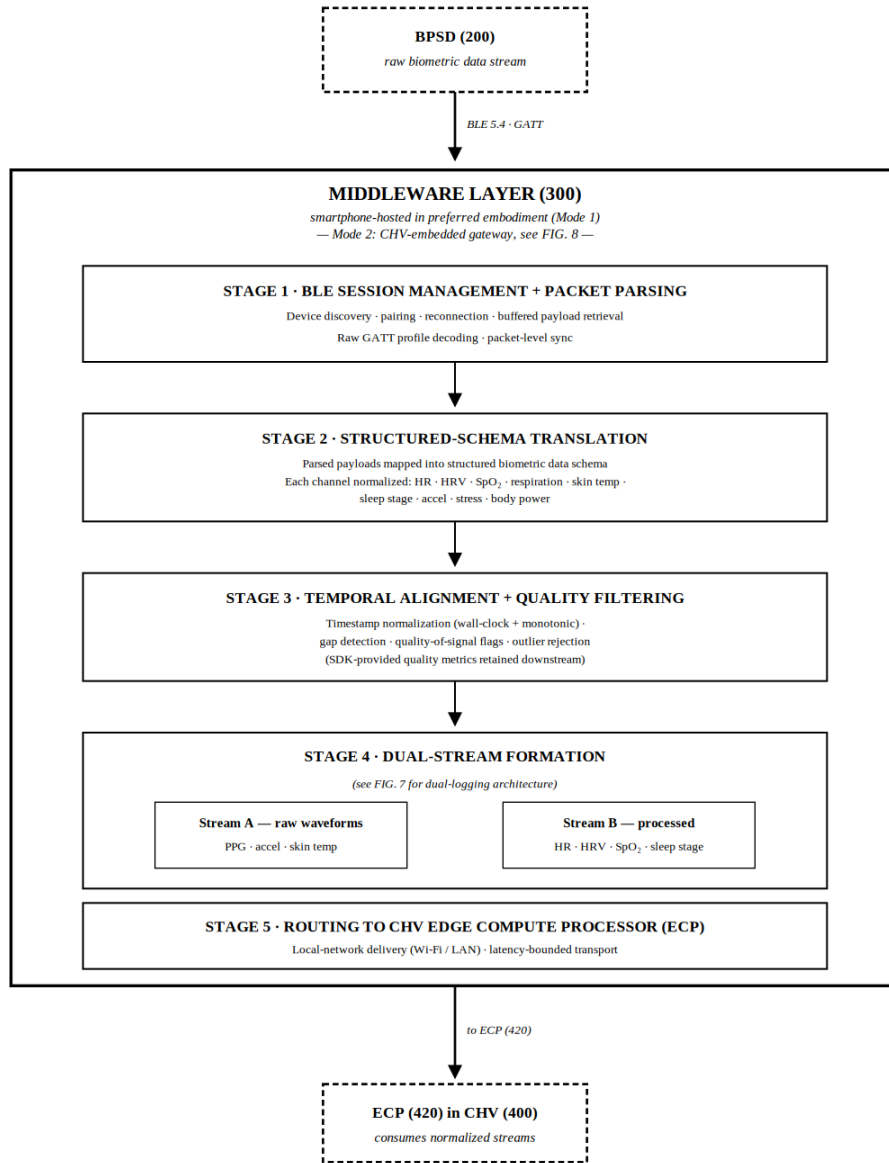 BPSD (200)
raw biometric data stream
BLE 5.4 · GATT
MIDDLEWARE LAYER (300)
smartphone-hosted in preferred embodiment (Mode 1)
— Mode 2: CHV-embedded gateway, see FIG. 8 —
STAGE 1 · BLE SESSION MANAGEMENT + PACKET PARSING
Device discovery · pairing · reconnection · buffered payload retrieval
Raw GATT profile decoding · packet-level sync
STAGE 2 · STRUCTURED-SCHEMA TRANSLATION
Parsed payloads mapped into structured biometric data schema
Each channel normalized: HR · HRV · SpO₂ · respiration · skin temp ·
sleep stage · accel · stress · body power
STAGE 3 · TEMPORAL ALIGNMENT + QUALITY FILTERING
Timestamp normalization (wall-clock + monotonic) ·
gap detection · quality-of-signal flags · outlier rejection
(SDK-provided quality metrics retained downstream)
STAGE 4 · DUAL-STREAM FORMATION
(see FIG. 7 for dual-logging architecture)
Stream A — raw waveforms
PPG · accel · skin temp
Stream B — processed
HR · HRV · SpO₂ · sleep stage
STAGE 5 · ROUTING TO CHV EDGE COMPUTE PROCESSOR (ECP)
Local-network delivery (Wi-Fi / LAN) · latency-bounded transport
to ECP (420)
ECP (420) in CHV (400)
consumes normalized streams